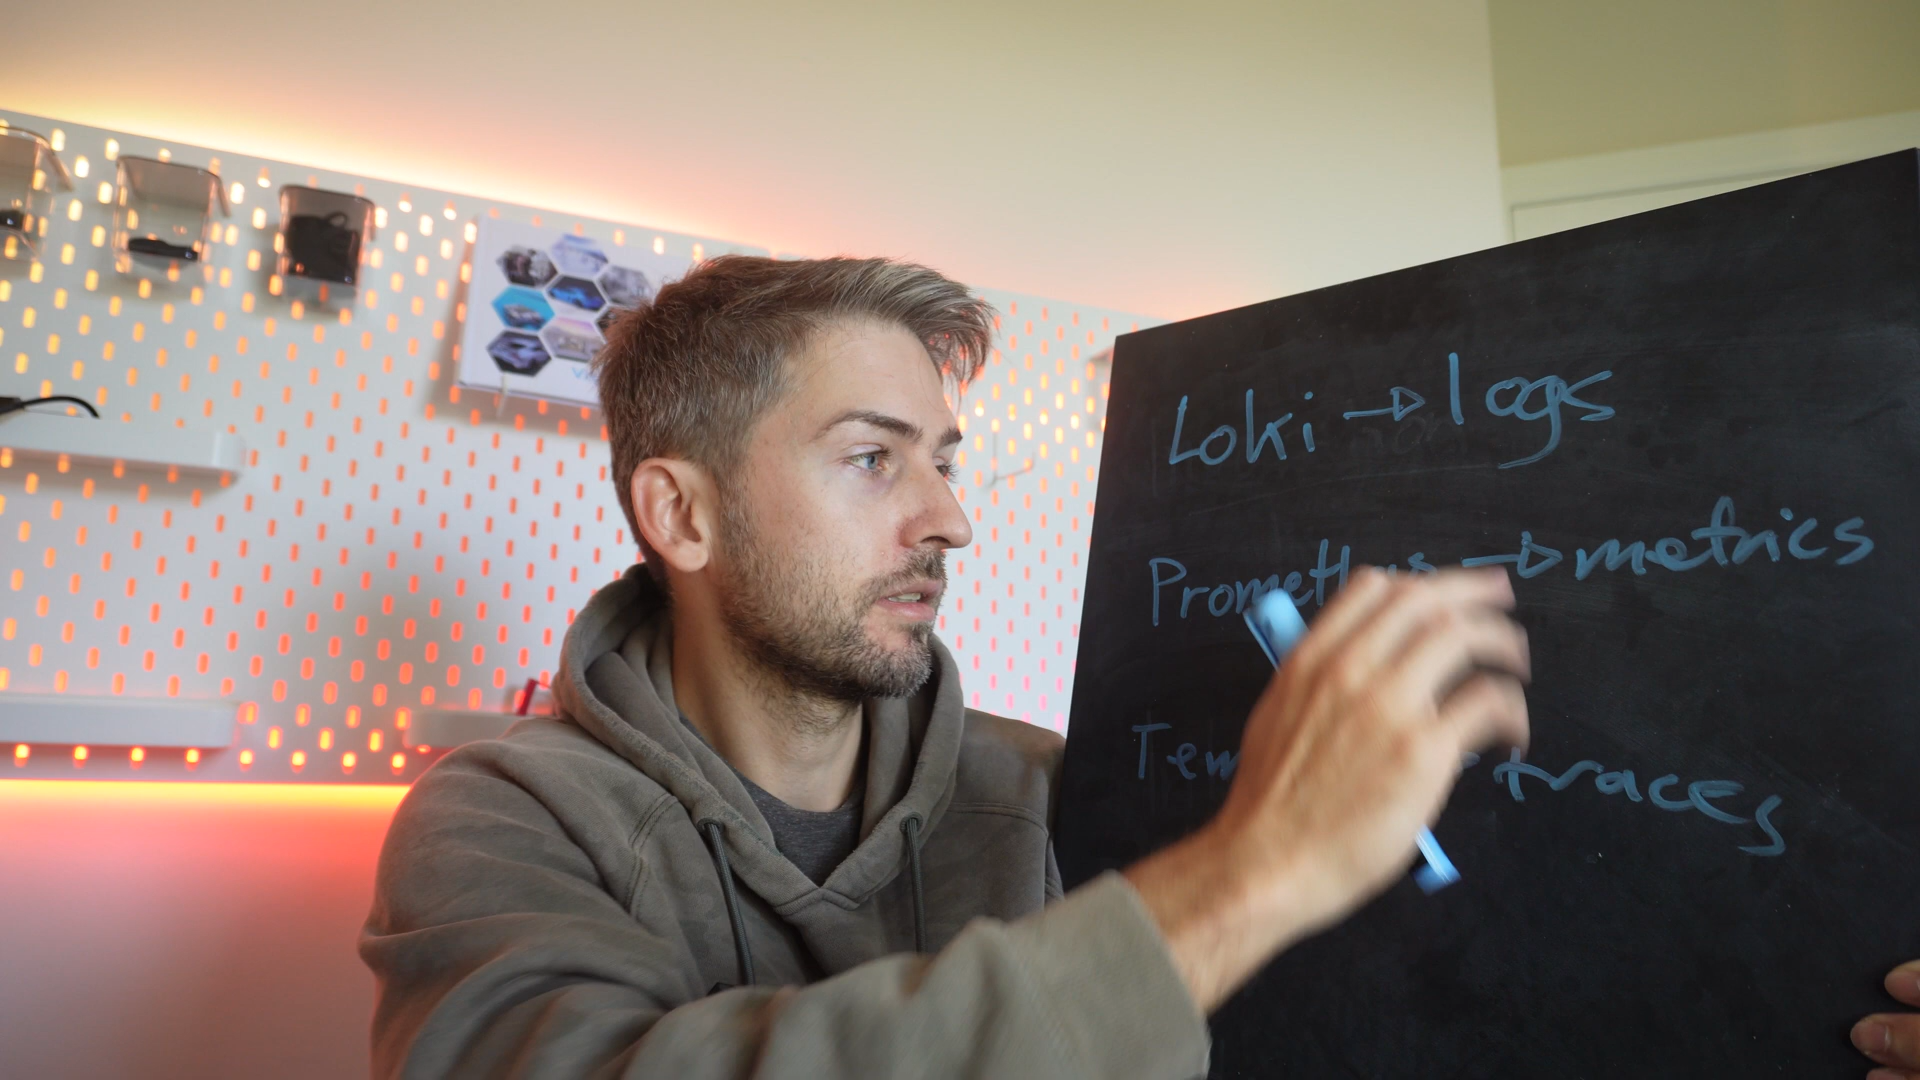 Loki → logs
→ metrics
traces